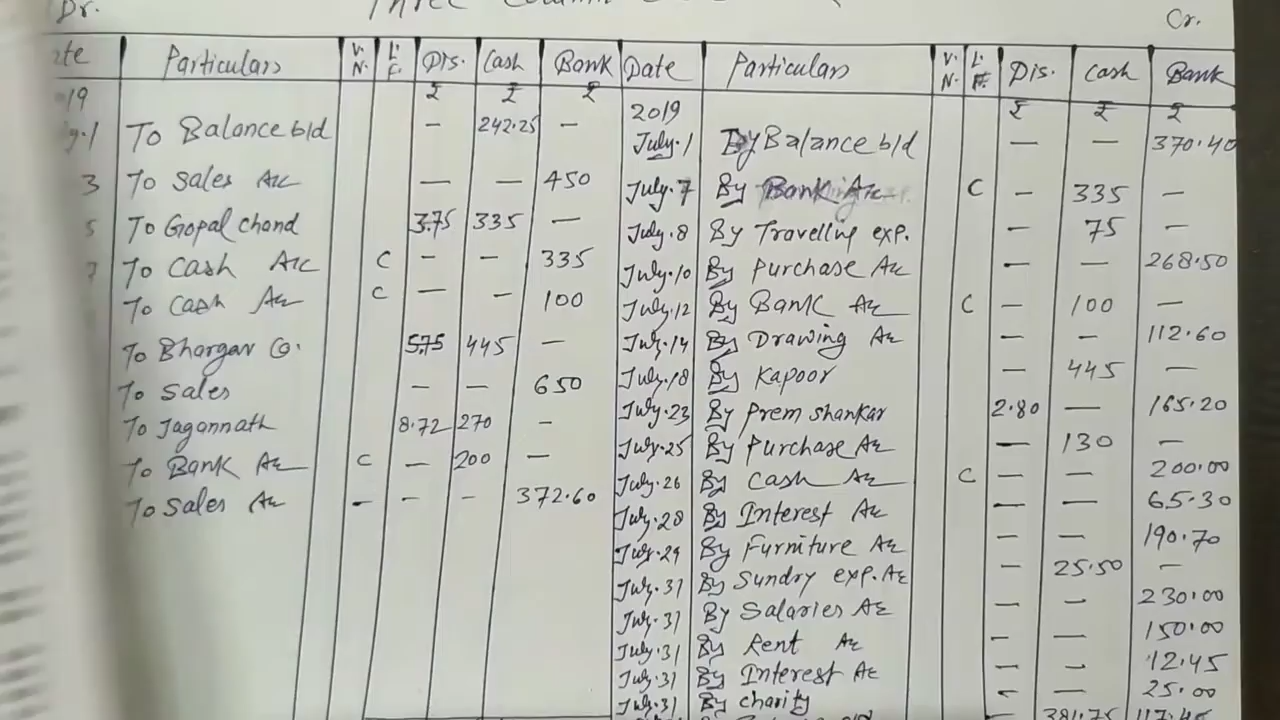 Dr. Three Column Cr.
Particulars V. N. L. F. Dis. Cash Bank Date Particulars V. N. L. F. Dis. Cash Bank
19 ₹ ₹ ₹ 2019 ₹ ₹ ₹
To Balance b/d — 242.25 — July.1 By Balance b/d — — 370.40
3 To Sales A/c — — 450 July.7 By Bank A/c C — 335 —
5 To Gopal chand 3.75 335 — July.8 By Travellng exp. — 75 —
To Cash A/c C — — 335 July.10 By Purchase A/c — — 268.50
To Cash A/c C — — 100 July.12 By Bank A/c C — 100 —
To Bhargav Co. 5.75 445 — July.14 By Drawing A/c — — 112.60
To Sales — — 650 July.18 By Kapoor — 445 —
To Jagannath 8.72 270 — July.23 By Prem shankar 2.80 — 165.20
To Bank A/c C — 200 — July.25 By Purchase A/c — 130 —
To Sales A/c - - - 372.60 July.26 By Cash A/c C — — 200.00
July.28 By Interest A/c — — 65.30
July.29 By Furniture A/c — — 190.70
July.31 By Sundry exp. A/c — 25.50 —
July.31 By Salaries A/c — — 230.00
July.31 By Rent A/c — — 150.00
July.31 By Interest A/c — — 12.45
July.31 By charity — — 25.00
381.75 117.45